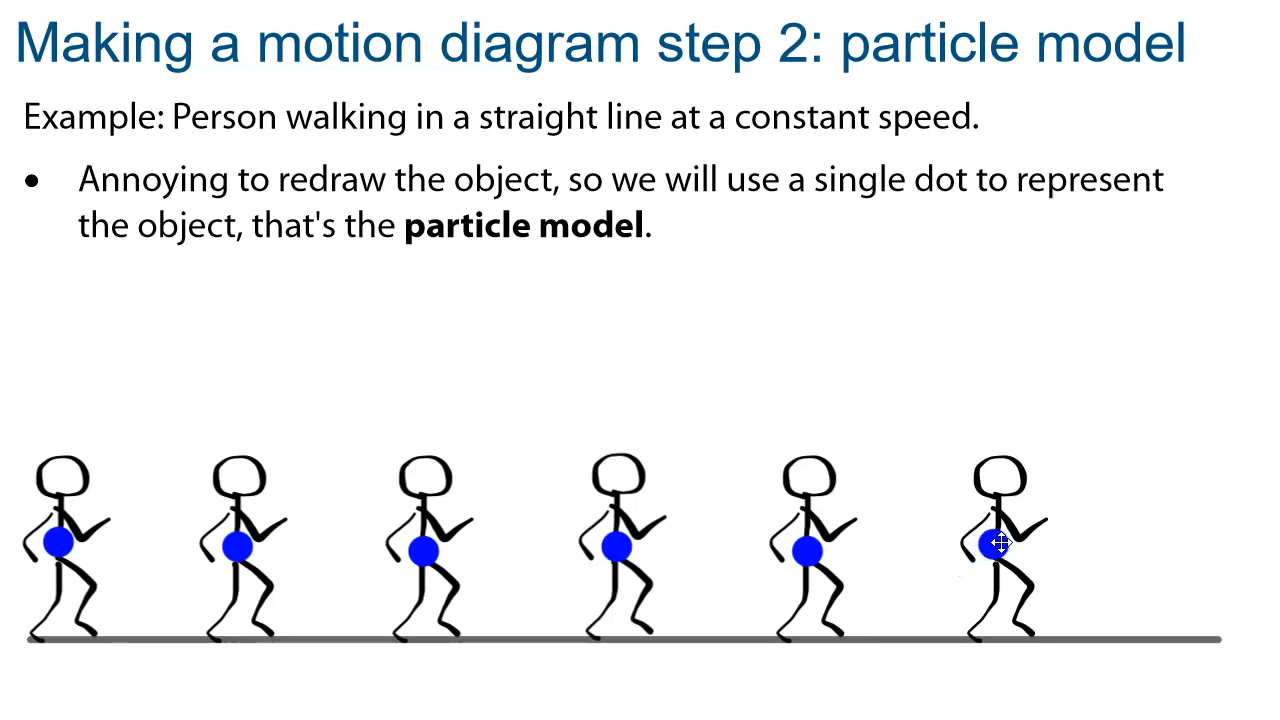 Making a motion diagram step 2: particle model
Example: Person walking in a straight line at a constant speed.
• Annoying to redraw the object, so we will use a single dot to represent
the object, that's the particle model.